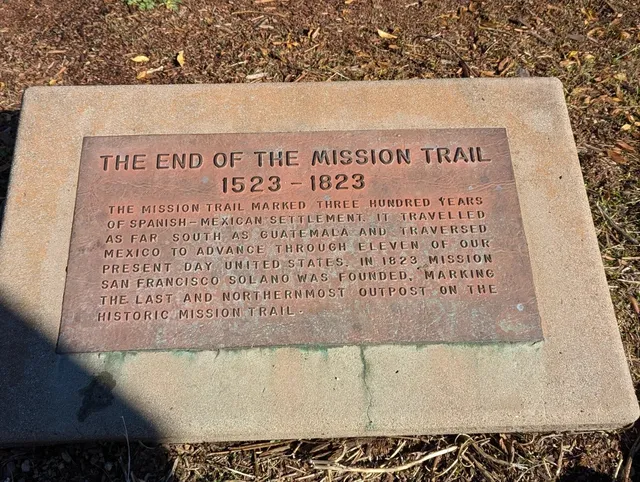 THE END OF THE MISSION TRAIL
1523 - 1823
THE MISSION TRAIL MARKED THREE HUNDRED YEARS
OF SPANISH-MEXICAN SETTLEMENT. IT TRAVELLED
AS FAR SOUTH AS GUATEMALA AND TRAVERSED
MEXICO TO ADVANCE THROUGH ELEVEN OF OUR
PRESENT DAY UNITED STATES. IN 1823 MISSION
SAN FRANCISCO SOLANO WAS FOUNDED, MARKING
THE LAST AND NORTHERNMOST OUTPOST ON THE
HISTORIC MISSION TRAIL.